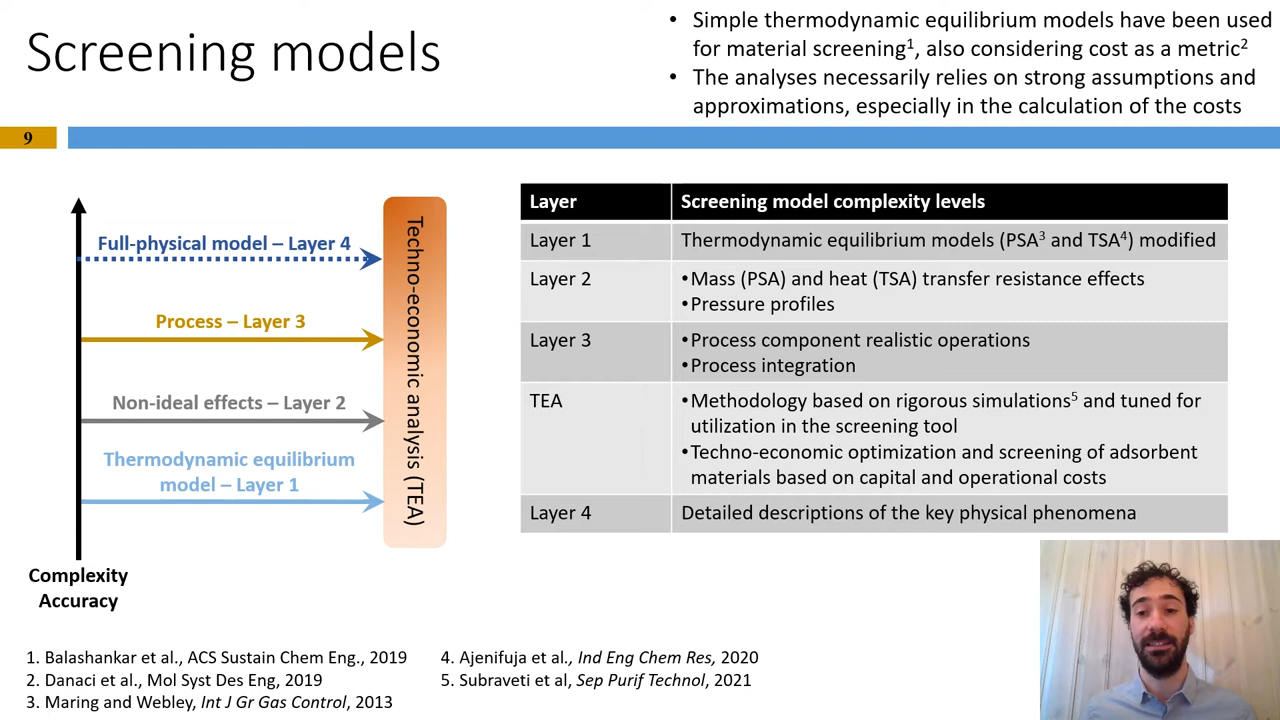 Screening models
• Simple thermodynamic equilibrium models have been used
for material screening¹, also considering cost as a metric²
• The analyses necessarily relies on strong assumptions and
approximations, especially in the calculation of the costs
9
Full-physical model – Layer 4
Process – Layer 3
Non-ideal effects – Layer 2
Thermodynamic equilibrium
model – Layer 1
Techno-economic analysis (TEA)
Complexity
Accuracy
Layer Screening model complexity levels
Layer 1 Thermodynamic equilibrium models (PSA³ and TSA⁴) modified
Layer 2 •Mass (PSA) and heat (TSA) transfer resistance effects
•Pressure profiles
Layer 3 •Process component realistic operations
•Process integration
TEA •Methodology based on rigorous simulations⁵ and tuned for
utilization in the screening tool
•Techno-economic optimization and screening of adsorbent
materials based on capital and operational costs
Layer 4 Detailed descriptions of the key physical phenomena
1. Balashankar et al., ACS Sustain Chem Eng., 2019
2. Danaci et al., Mol Syst Des Eng, 2019
3. Maring and Webley, Int J Gr Gas Control, 2013
4. Ajenifuja et al., Ind Eng Chem Res, 2020
5. Subraveti et al, Sep Purif Technol, 2021